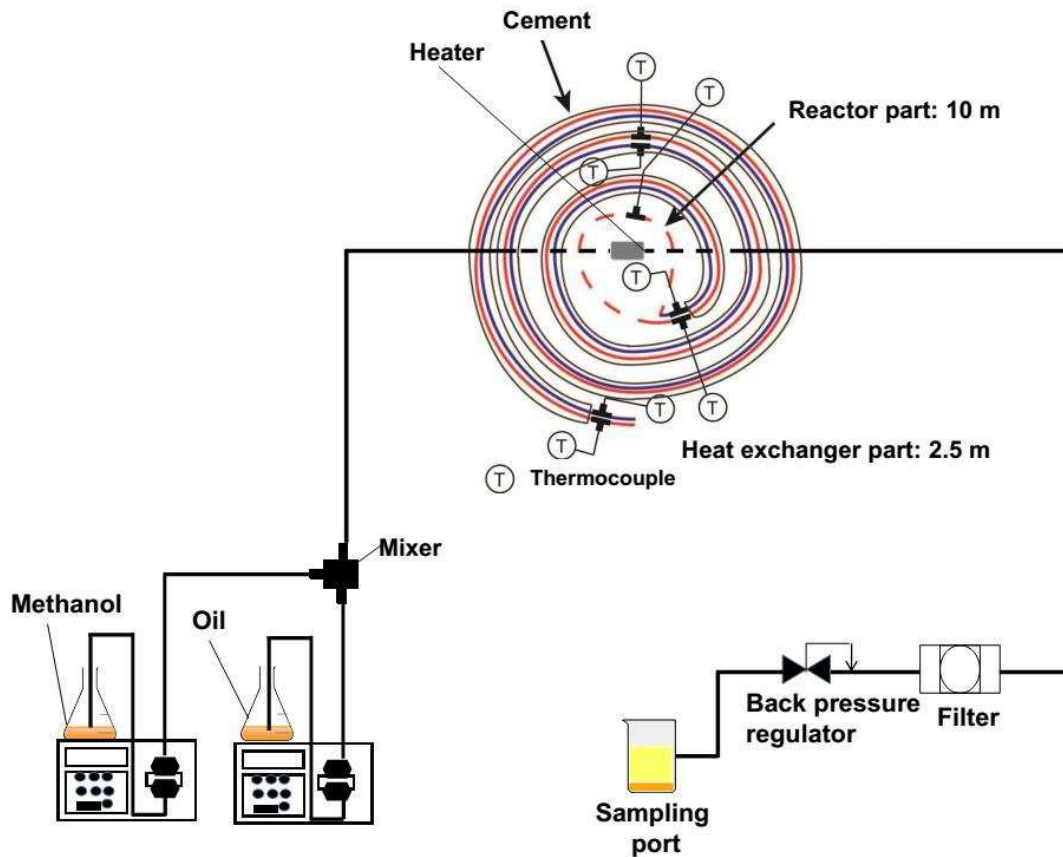 Cement
Heater
T
T
Reactor part: 10 m
T
T
T
T
T
Heat exchanger part: 2.5 m
T Thermocouple
Mixer
Methanol
Oil
Back pressure
regulator
Filter
Sampling
port